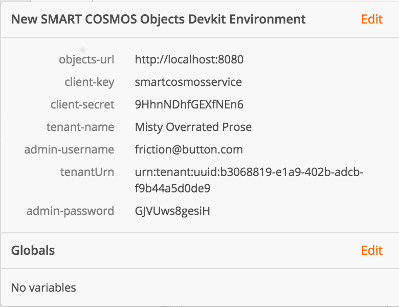 New SMART COSMOS Objects Devkit Environment Edit
objects-url http://localhost:8080
client-key smartcosmosservice
client-secret 9HhnNDhfGEXfNEn6
tenant-name Misty Overrated Prose
admin-username friction@button.com
tenantUrn urn:tenant:uuid:b3068819-e1a9-402b-adcb-
f9b44a5d0de9
admin-password GJVUws8gesiH
Globals Edit
No variables